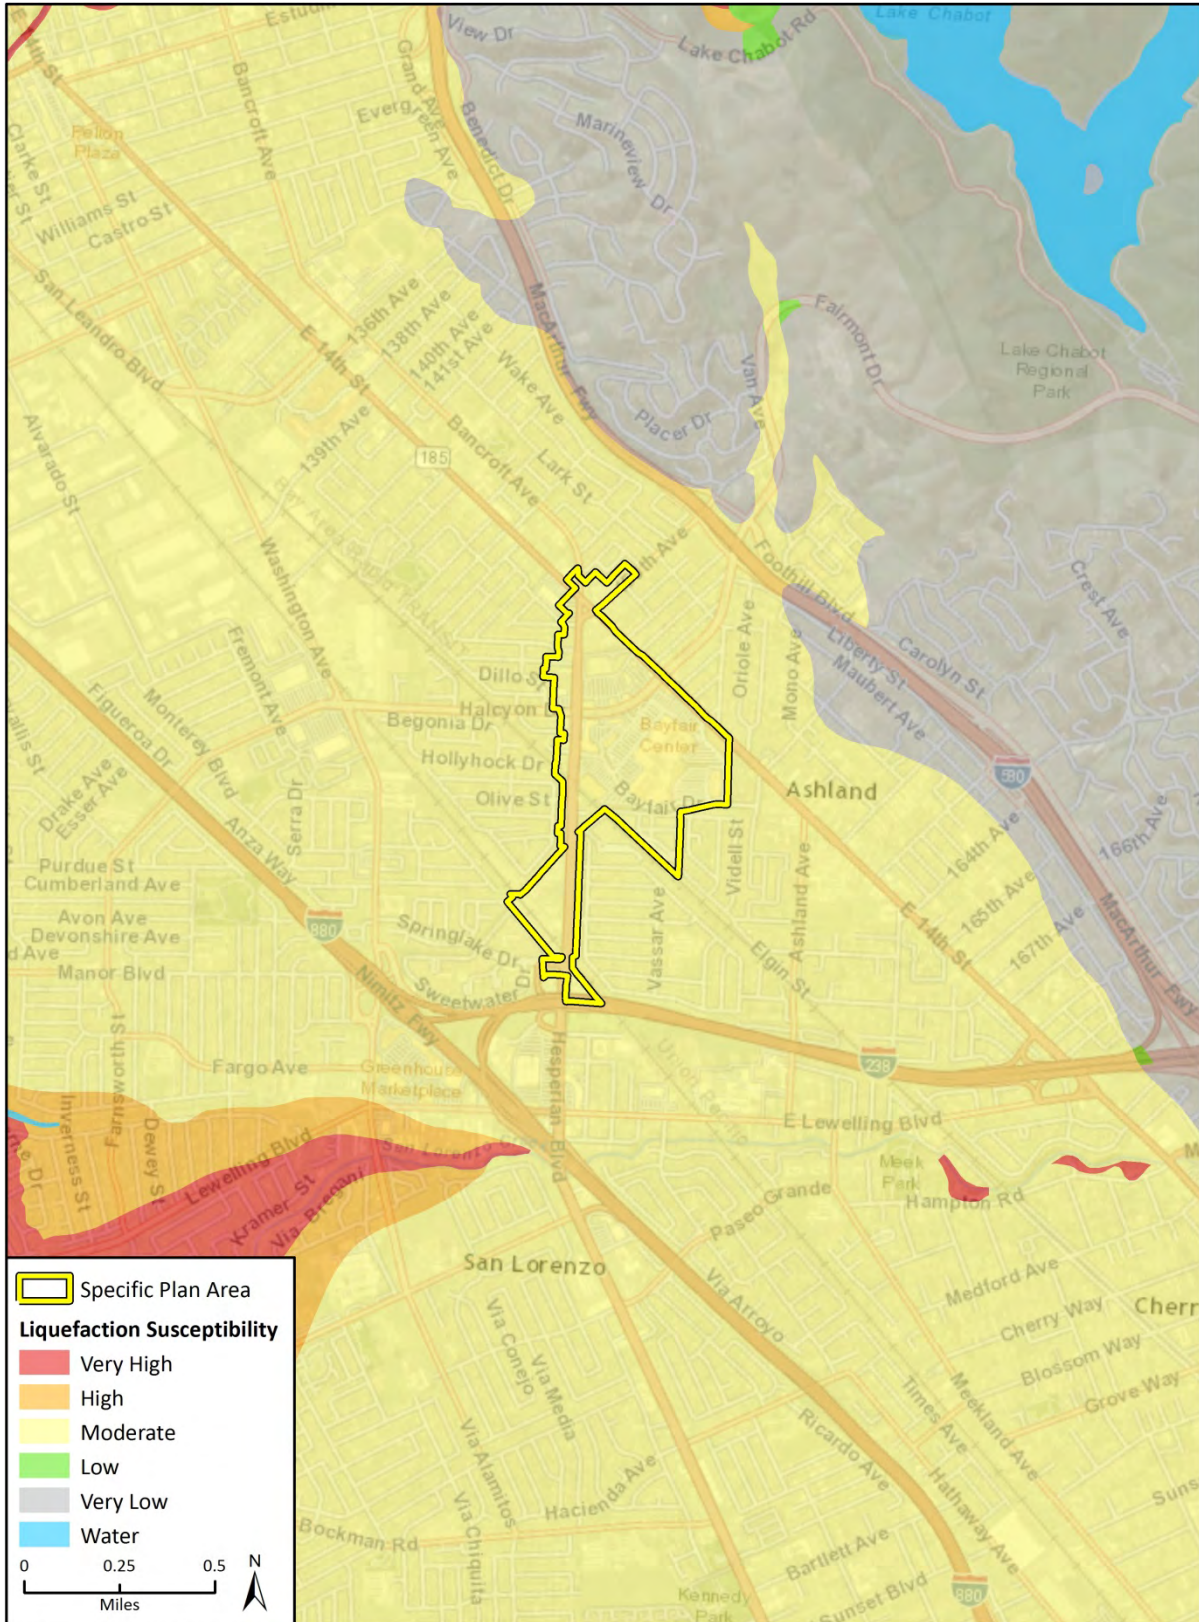 Estudi
View Dr
Lake Chabot Rd
Lake Chabot
E 14th St
Bancroft Ave
Grand Ave
Evergreen Ave
Benedict Dr
Marineview Dr
Clarke St
Williams St
Castro St
San Leandro Blvd
E 14th St
136th Ave
138th Ave
140th Ave
141st Ave
Wake Ave
MacArthur Fwy
Fairmont Dr
Lake Chabot
Regional
Park
Van Ave
Placer Dr
139th Ave
185
Bancroft Ave
Lark St
Alvarado St
Washington Ave
TRANSIT
th Ave
Foothill Blvd
Crest Ave
Fremont Ave
Oriole Ave
Mono Ave
Liberty St
Maubert Ave
Carolyn St
Dillo St
Halcyon
Begonia Dr
Hollyhock Dr
Olive St
Bayfair
Center
Bayfair Dr
Ashland
580
Figueroa Dr
Monterey Blvd
Drake Ave
Esser Ave
Serra Dr
Anza Way
Videll St
164th Ave
165th Ave
166th Ave
167th Ave
Purdue St
Cumberland Ave
Avon Ave
Devonshire Ave
d Ave
Manor Blvd
880
Springlake Dr
Vassar Ave
Ashland Ave
E 14th St
MacArthur Fwy
Elgin St
Sweetwater Dr
Nimitz Fwy
Farnsworth St
Fargo Ave
Greenhouse
Marketplace
Hesperian Blvd
238
Inverness St
Dewey St
Lewelling Blvd
San Lorenzo
E Lewelling Blvd
Kramer St
Via Bregani
Meek
Park
Hampton Rd
Paseo Grande
San Lorenzo
Via Arroyo
Medford Ave
Cherry Way
Cherr
Blossom Way
Grove Way
Via Conejo
Via Media
Times Ave
Meekland Ave
Via Alamitos
Ricardo Ave
Hacienda Ave
Hathaway Ave
Suns
Bockman Rd
Via Chiquita
Bartlett Ave
Kennedy
Park
Sunset Blvd
880
Specific Plan Area
Liquefaction Susceptibility
Very High
High
Moderate
Low
Very Low
Water
0 0.25 0.5
Miles
N